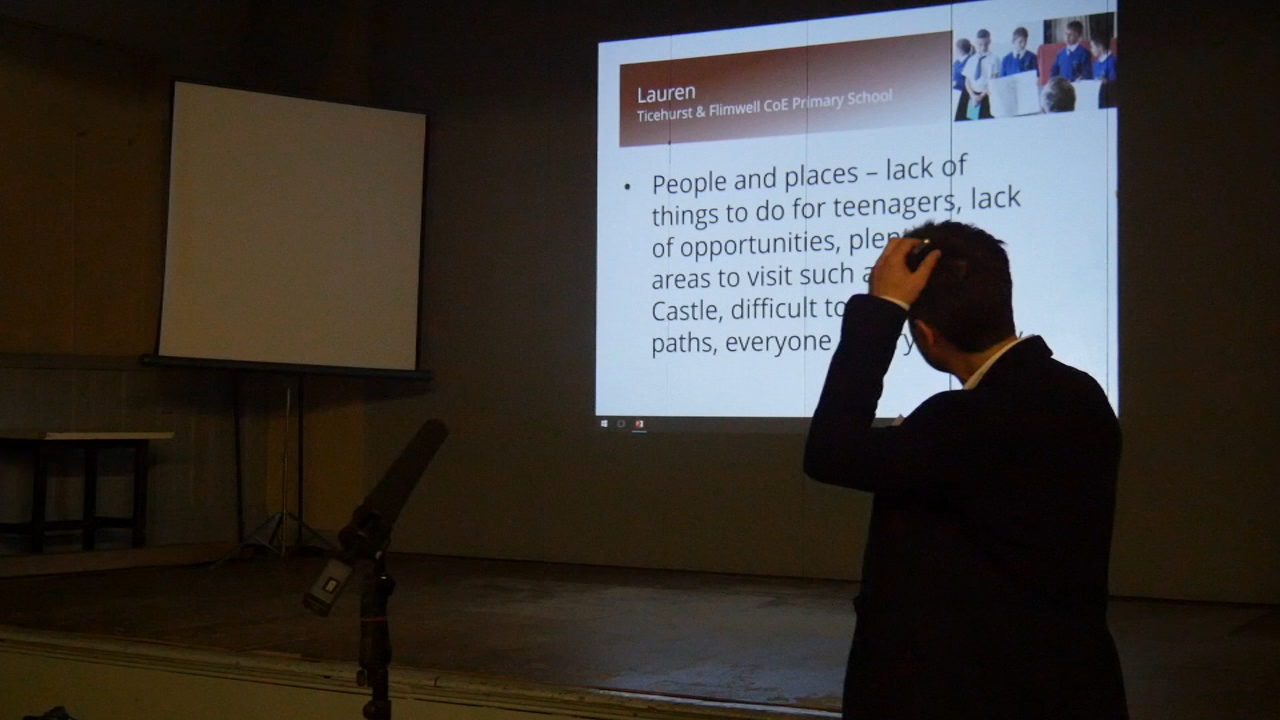 Lauren
Ticehurst & Flimwell CoE Primary School
• People and places – lack of
things to do for teenagers, lack
of opportunities,
areas to visit such
Castle, difficult to
paths, everyone